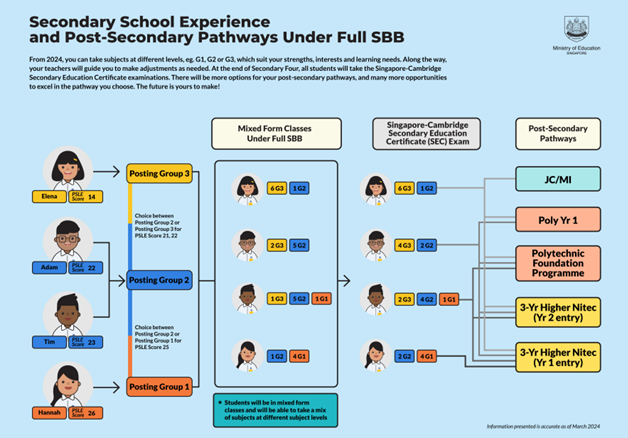 Secondary School Experience
and Post-Secondary Pathways Under Full SBB
Ministry of Education
SINGAPORE
From 2024, you can take subjects at different levels, eg. G1, G2 or G3, which suit your strengths, interests and learning needs. Along the way,
your teachers will guide you to make adjustments as needed. At the end of Secondary Four, all students will take the Singapore-Cambridge
Secondary Education Certificate examinations. There will be more options for your post-secondary pathways, and many more opportunities
to excel in the pathway you choose. The future is yours to make!
Mixed Form Classes
Under Full SBB
Singapore-Cambridge
Secondary Education
Certificate (SEC) Exam
Post-Secondary
Pathways
Elena PSLE Score 14
Posting Group 3
Choice between
Posting Group 2 or
Posting Group 3 for
PSLE Score 21, 22
Adam PSLE Score 22
Posting Group 2
Tim PSLE Score 23
Choice between
Posting Group 2 or
Posting Group 1 for
PSLE Score 25
Hannah PSLE Score 26
Posting Group 1
6 G3 1 G2
2 G3 5 G2
1 G3 5 G2 1 G1
1 G2 4 G1
Students will be in mixed form
classes and will be able to take a mix
of subjects at different subject levels
6 G3 1 G2
4 G3 2 G2
2 G3 4 G2 1 G1
2 G2 4 G1
JC/MI
Poly Yr 1
Polytechnic
Foundation
Programme
3-Yr Higher Nitec
(Yr 2 entry)
3-Yr Higher Nitec
(Yr 1 entry)
Information presented is accurate as of March 2024